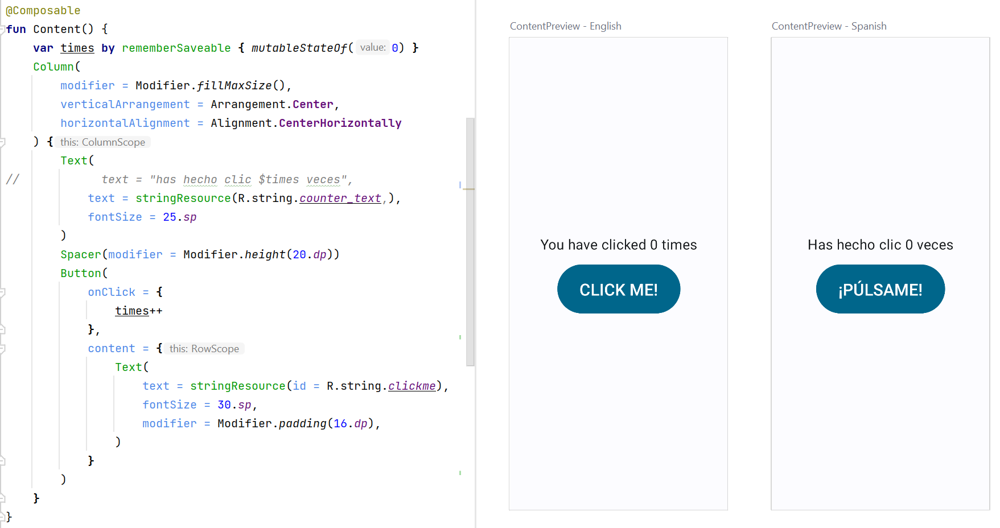 @Composable
fun Content() {
    var times by rememberSaveable { mutableStateOf( value: 0) }
    Column(
        modifier = Modifier.fillMaxSize(),
        verticalArrangement = Arrangement.Center,
        horizontalAlignment = Alignment.CenterHorizontally
    ) { this: ColumnScope
        Text(
//            text = "has hecho clic $times veces",
            text = stringResource(R.string.counter_text,),
            fontSize = 25.sp
        )
        Spacer(modifier = Modifier.height(20.dp))
        Button(
            onClick = {
                times++
            },
            content = { this: RowScope
                Text(
                    text = stringResource(id = R.string.clickme),
                    fontSize = 30.sp,
                    modifier = Modifier.padding(16.dp),
                )
            }
        )
    }
}
ContentPreview - English
You have clicked 0 times
CLICK ME!
ContentPreview - Spanish
Has hecho clic 0 veces
¡PÚLSAME!